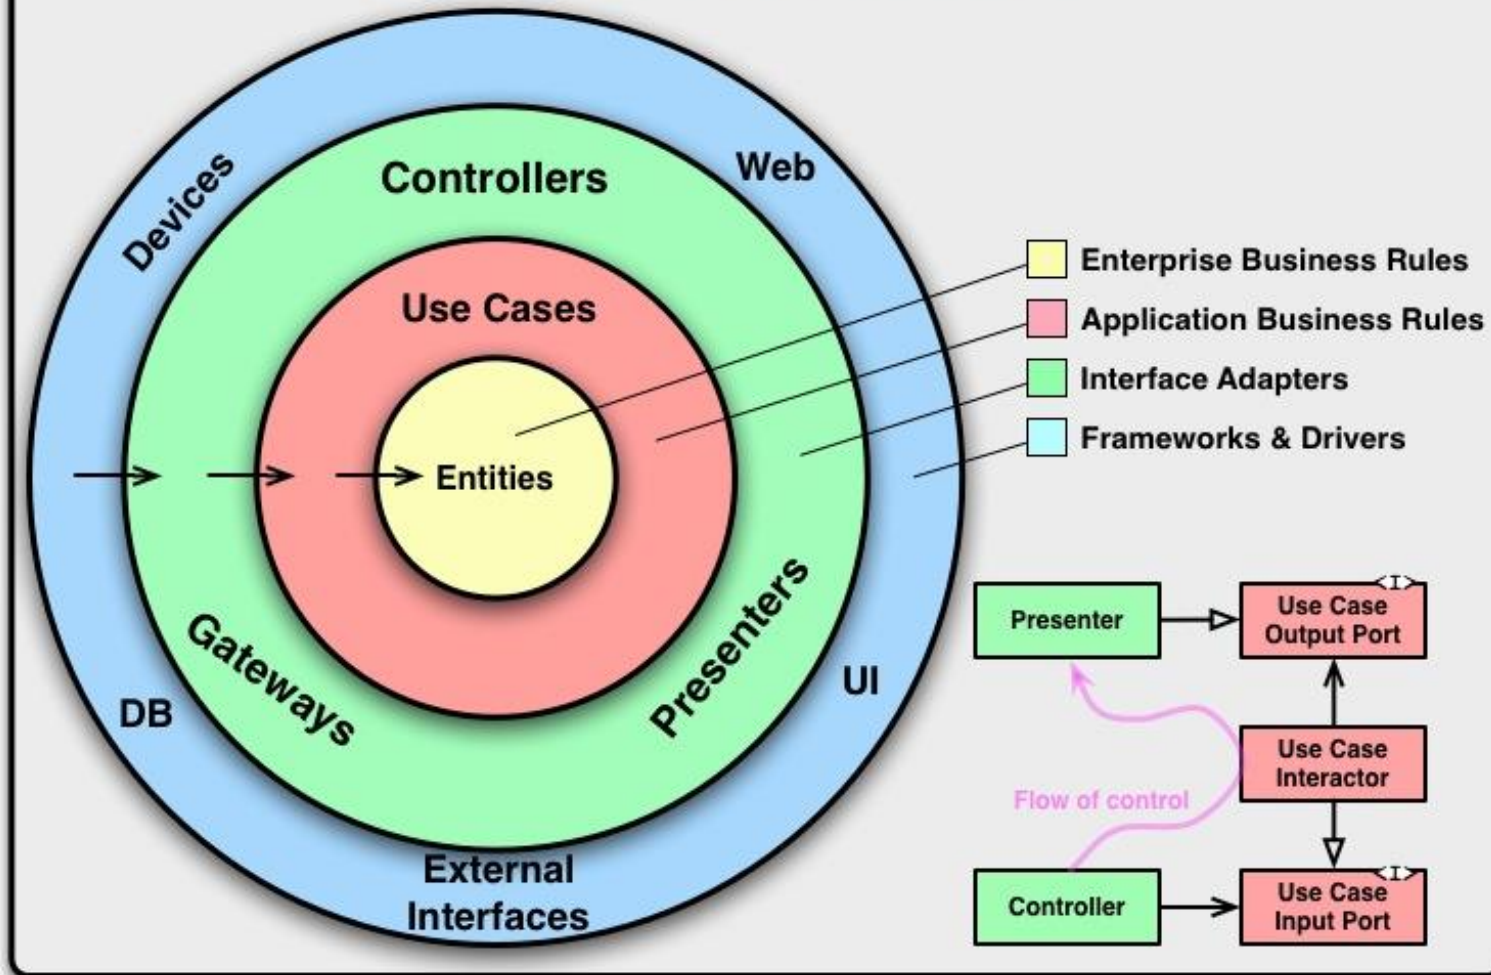 Devices
Controllers
Web
Use Cases
Entities
Gateways
Presenters
DB
UI
External
Interfaces
Enterprise Business Rules
Application Business Rules
Interface Adapters
Frameworks & Drivers
Presenter
<I>
Use Case
Output Port
Use Case
Interactor
Flow of control
Controller
<I>
Use Case
Input Port